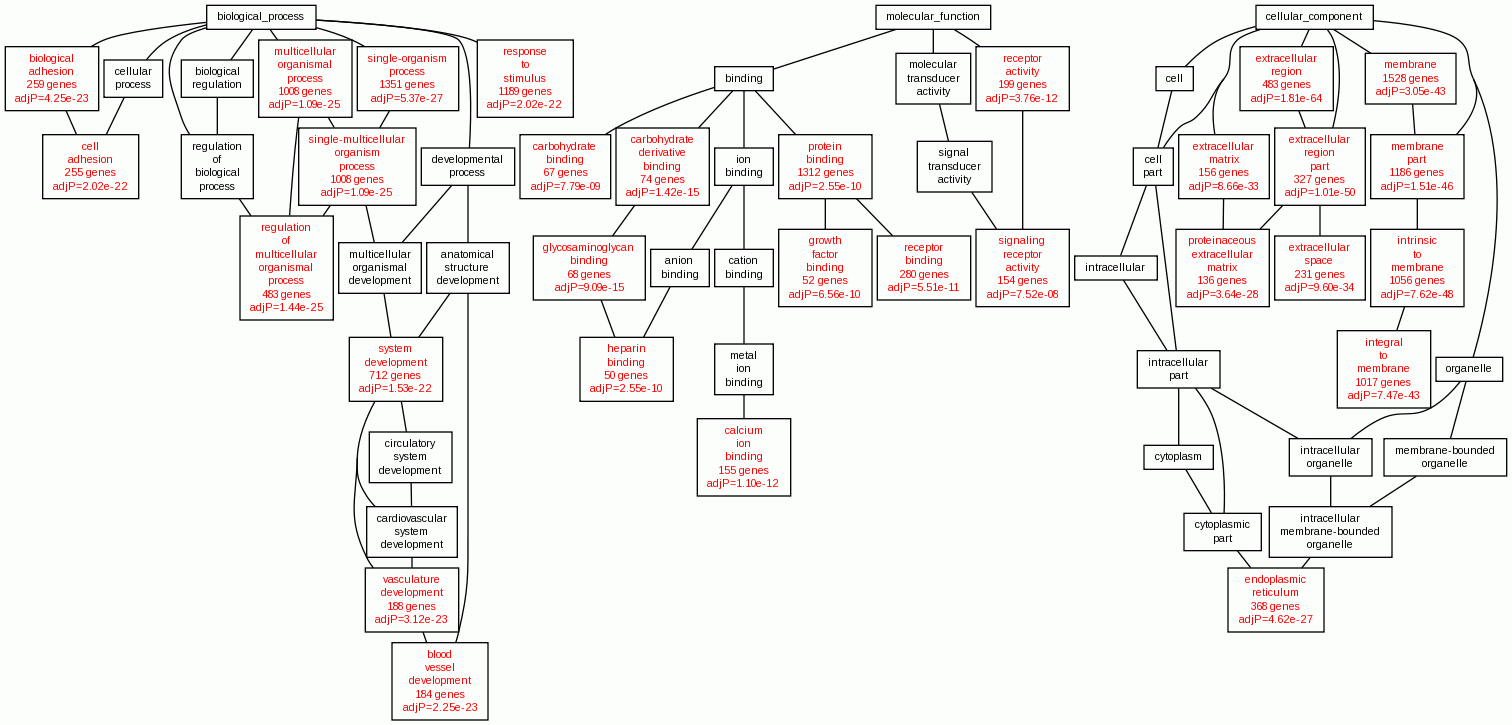 biological_process
biological
adhesion
259 genes
adjP=4.25e-23
cellular
process
biological
regulation
multicellular
organismal
process
1008 genes
adjP=1.09e-25
single-organism
process
1351 genes
adjP=5.37e-27
response
to
stimulus
1189 genes
adjP=2.02e-22
cell
adhesion
255 genes
adjP=2.02e-22
regulation
of
biological
process
single-multicellular
organism
process
1008 genes
adjP=1.09e-25
developmental
process
regulation
of
multicellular
organismal
process
483 genes
adjP=1.44e-25
multicellular
organismal
development
anatomical
structure
development
system
development
712 genes
adjP=1.53e-22
circulatory
system
development
cardiovascular
system
development
vasculature
development
188 genes
adjP=3.12e-23
blood
vessel
development
184 genes
adjP=2.25e-23
molecular_function
binding
molecular
transducer
activity
receptor
activity
199 genes
adjP=3.76e-12
carbohydrate
binding
67 genes
adjP=7.79e-09
carbohydrate
derivative
binding
74 genes
adjP=1.42e-15
ion
binding
protein
binding
1312 genes
adjP=2.55e-10
signal
transducer
activity
glycosaminoglycan
binding
68 genes
adjP=9.09e-15
anion
binding
cation
binding
growth
factor
binding
52 genes
adjP=6.56e-10
receptor
binding
280 genes
adjP=5.51e-11
signaling
receptor
activity
154 genes
adjP=7.52e-08
heparin
binding
50 genes
adjP=2.55e-10
metal
ion
binding
calcium
ion
binding
155 genes
adjP=1.10e-12
cellular_component
cell
extracellular
region
483 genes
adjP=1.81e-64
membrane
1528 genes
adjP=3.05e-43
cell
part
extracellular
matrix
156 genes
adjP=8.66e-33
extracellular
region
part
327 genes
adjP=1.01e-50
membrane
part
1186 genes
adjP=1.51e-46
intracellular
proteinaceous
extracellular
matrix
136 genes
adjP=3.64e-28
extracellular
space
231 genes
adjP=9.60e-34
intrinsic
to
membrane
1056 genes
adjP=7.62e-48
intracellular
part
integral
to
membrane
1017 genes
adjP=7.47e-43
organelle
cytoplasm
intracellular
organelle
membrane-bounded
organelle
cytoplasmic
part
intracellular
membrane-bounded
organelle
endoplasmic
reticulum
368 genes
adjP=4.62e-27